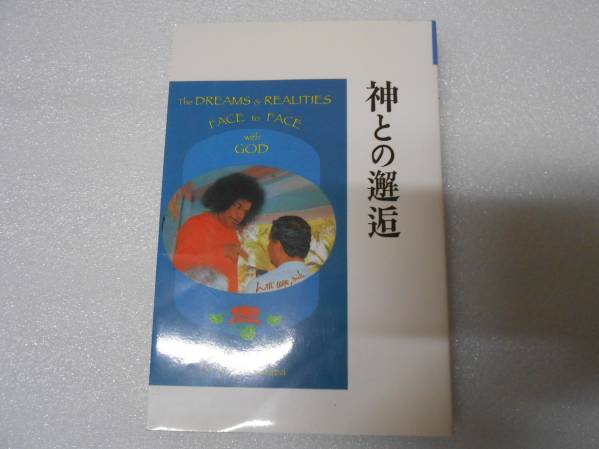 神との邂逅
The DREAMS & REALITIES
FACE to FACE
with
GOD